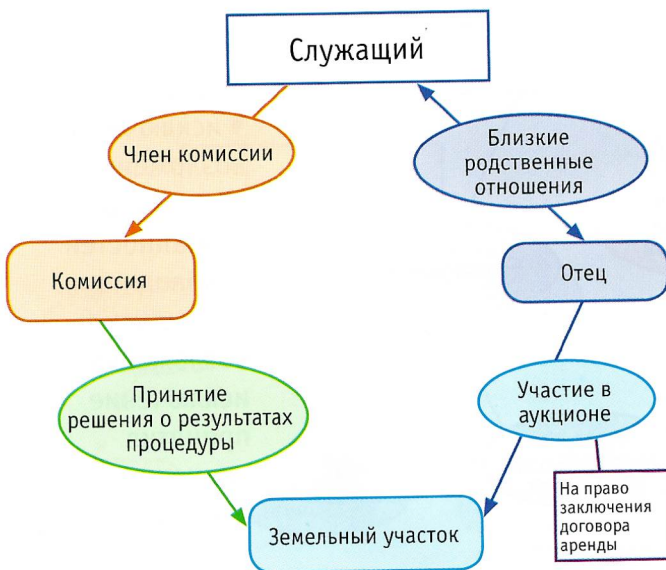 Служащий
Член комиссии
Близкие
родственные
отношения
Комиссия
Отец
Принятие
решения о результатах
процедуры
Участие в
аукционе
На право
заключения
договора
аренды
Земельный участок